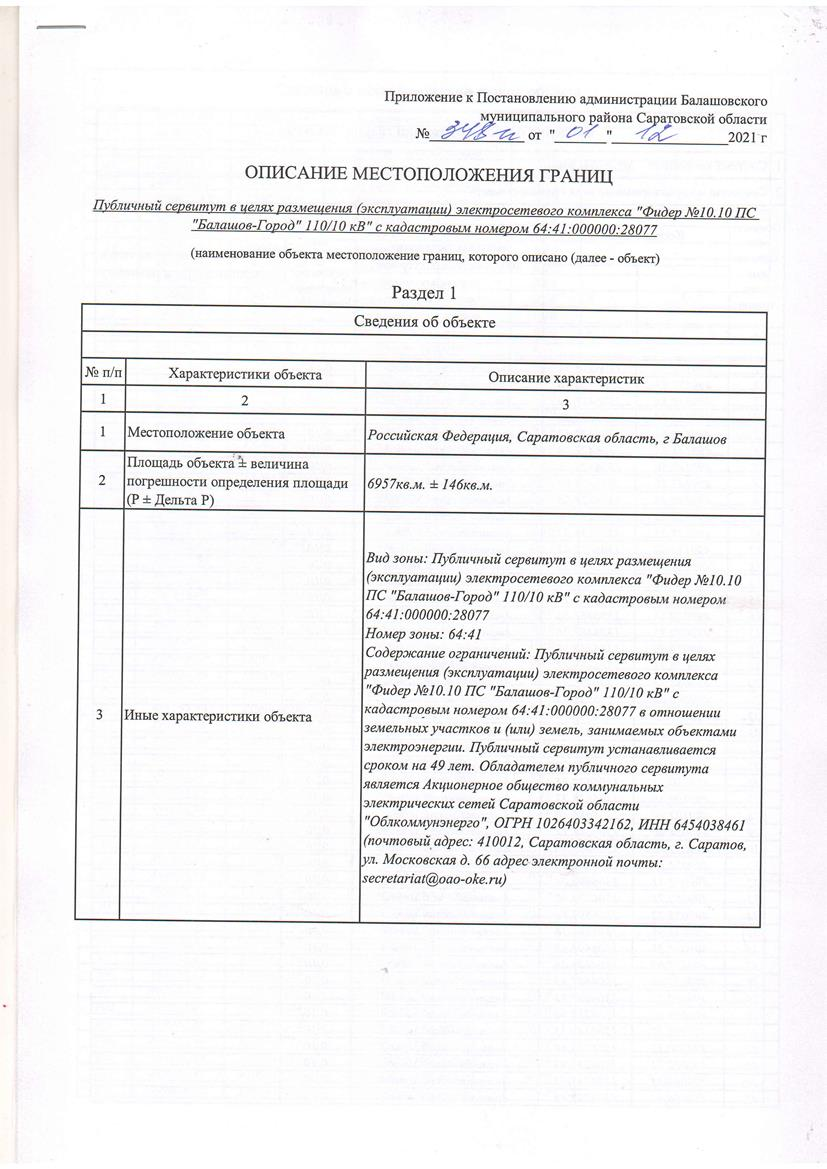 Приложение к Постановлению администрации Балашовского
муниципального района Саратовской области
№ 348п от "01" 12 2021 г
ОПИСАНИЕ МЕСТОПОЛОЖЕНИЯ ГРАНИЦ
Публичный сервитут в целях размещения (эксплуатации) электросетевого комплекса "Фидер №10.10 ПС
"Балашов-Город" 110/10 кВ" с кадастровым номером 64:41:000000:28077
(наименование объекта местоположение границ, которого описано (далее - объект)
Раздел 1
Сведения об объекте
№ п/п Характеристики объекта Описание характеристик
1 2 3
1 Местоположение объекта Российская Федерация, Саратовская область, г Балашов
2 Площадь объекта ± величина
погрешности определения площади
(Р ± Дельта Р)
6957кв.м. ± 146кв.м.
3 Иные характеристики объекта
Вид зоны: Публичный сервитут в целях размещения
(эксплуатации) электросетевого комплекса "Фидер №10.10
ПС "Балашов-Город" 110/10 кВ" с кадастровым номером
64:41:000000:28077
Номер зоны: 64:41
Содержание ограничений: Публичный сервитут в целях
размещения (эксплуатации) электросетевого комплекса
"Фидер №10.10 ПС "Балашов-Город" 110/10 кВ" с
кадастровым номером 64:41:000000:28077 в отношении
земельных участков и (или) земель, занимаемых объектами
электроэнергии. Публичный сервитут устанавливается
сроком на 49 лет. Обладателем публичного сервитута
является Акционерное общество коммунальных
электрических сетей Саратовской области
"Облкоммунэнерго", ОГРН 1026403342162, ИНН 6454038461
(почтовый адрес: 410012, Саратовская область, г. Саратов,
ул. Московская д. 66 адрес электронной почты:
secretariat@oao-oke.ru)